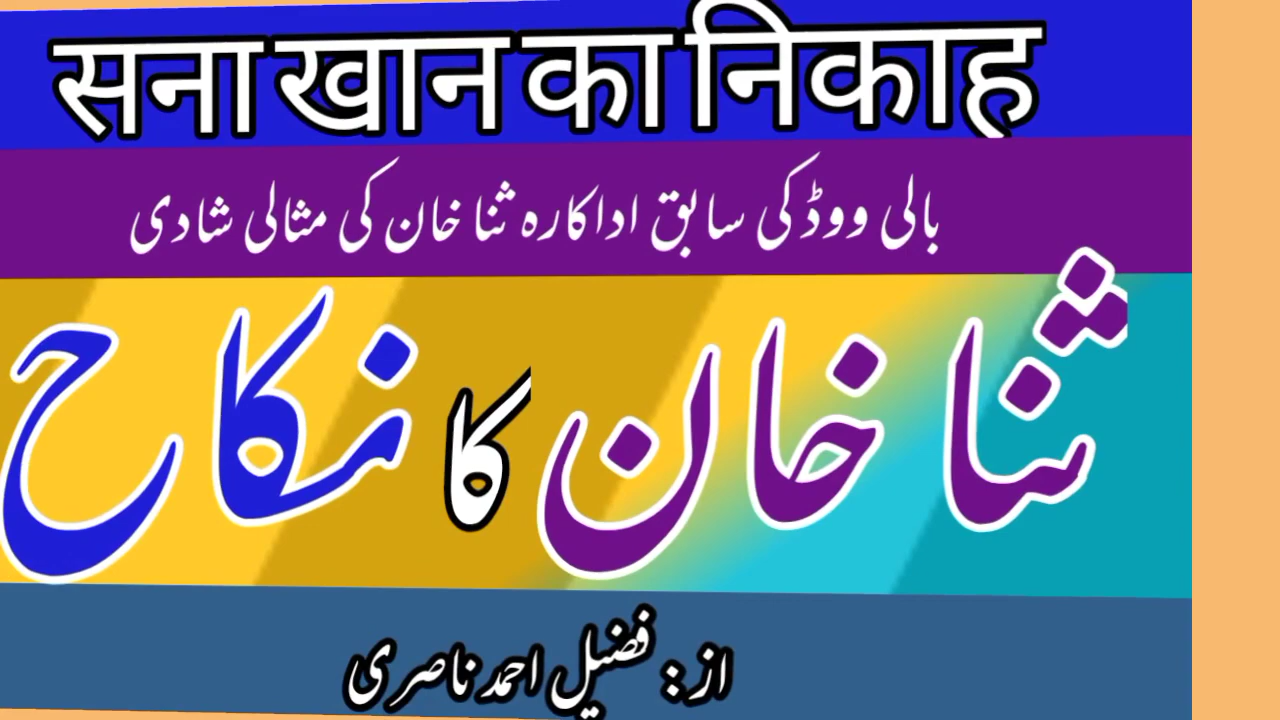 सना खान का निकाह
بالی ووڈ کی سابق اداکارہ ثنا خان کی مثالی شادی
ثنا خان کا نکاح
از: فضیل احمد ناصری